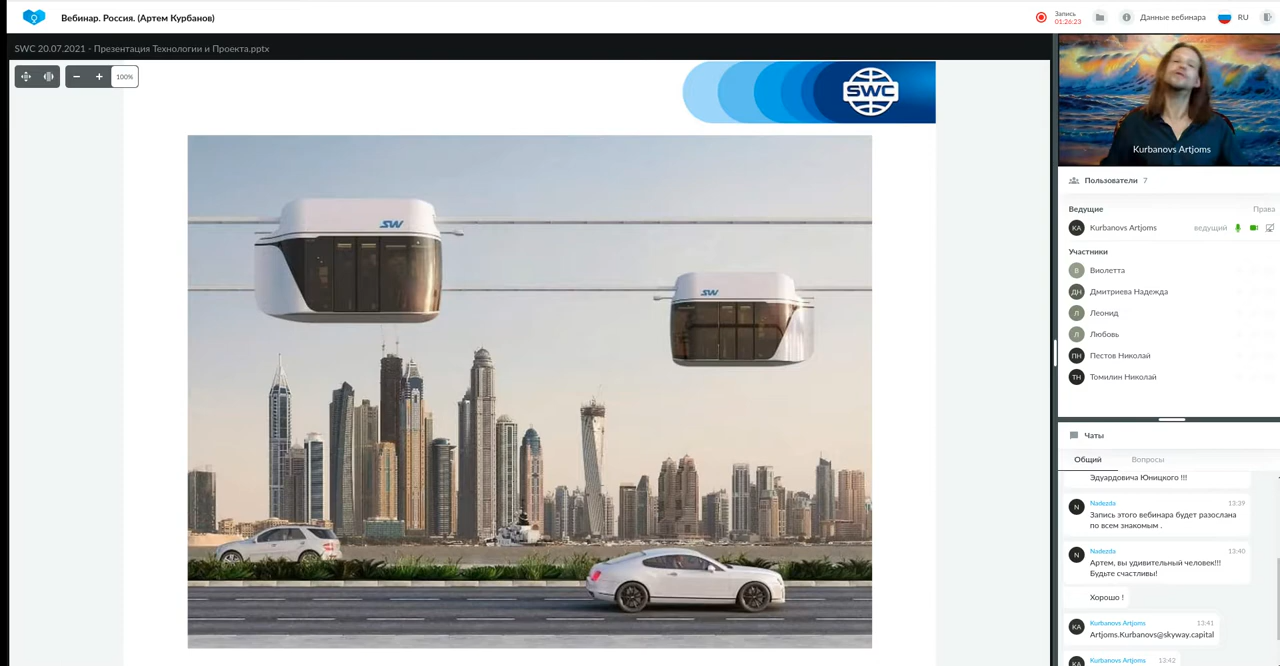 Вебинар. Россия. (Артем Курбанов)
Запись
01:26:23
Данные вебинара
RU
SWC 20.07.2021 - Презентация Технологии и Проекта.pptx
100%
SWC
SW
SW
Kurbanovs Artjoms
Пользователи 7
Ведущие Права
KA Kurbanovs Artjoms ведущий
Участники
В Виолетта
ДН Дмитриева Надежда
Л Леонид
Л Любовь
ПН Пестов Николай
ТН Томилин Николай
Чаты
Общий Вопросы
Эдуардовича Юницкого !!!
N Nadezda 13:39
Запись этого вебинара будет разослана
по всем знакомым .
N Nadezda 13:40
Артем, вы удивительный человек!!!
Будьте счастливы!
Хорошо !
KA Kurbanovs Artjoms 13:41
Artjoms.Kurbanovs@skyway.capital
KA Kurbanovs Artjoms 13:42